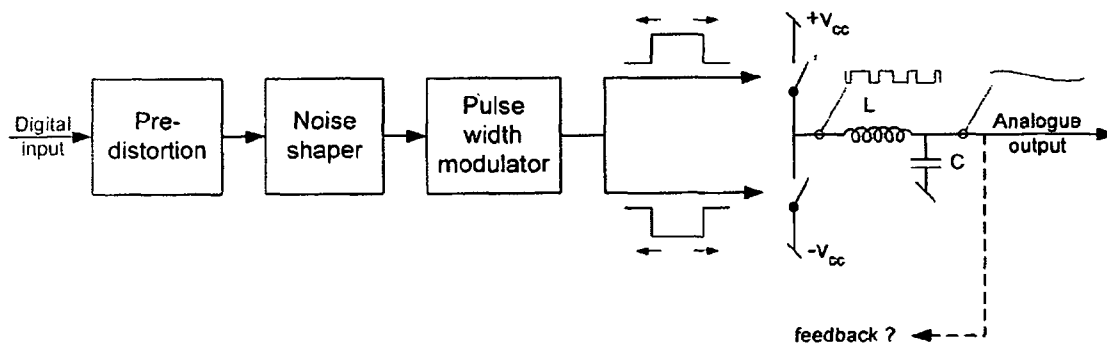 Digital
input
Pre-
distortion
Noise
shaper
Pulse
width
modulator
+Vcc
L
C
Analogue
output
-Vcc
feedback ?